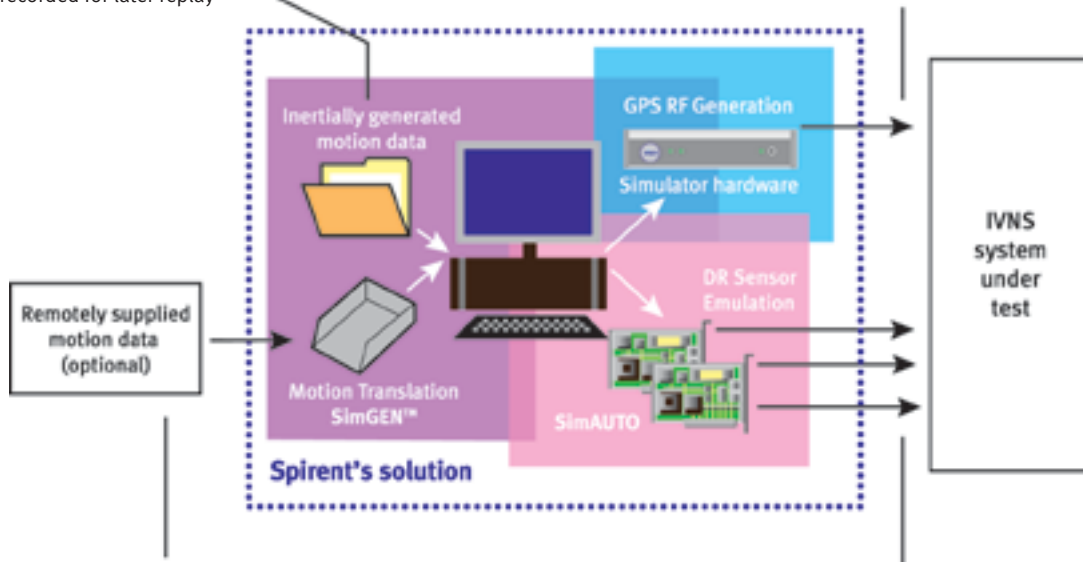 recorded for later replay
Inertially generated
motion data
GPS RF Generation
Simulator hardware
IVNS
system
under
test
DR Sensor
Emulation
Remotely supplied
motion data
(optional)
Motion Translation
SimGEN™
SimAUTO
Spirent's solution